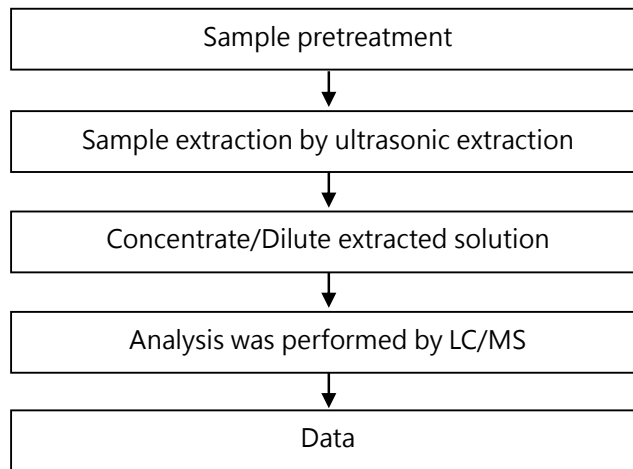 Sample pretreatment
Sample extraction by ultrasonic extraction
Concentrate/Dilute extracted solution
Analysis was performed by LC/MS
Data